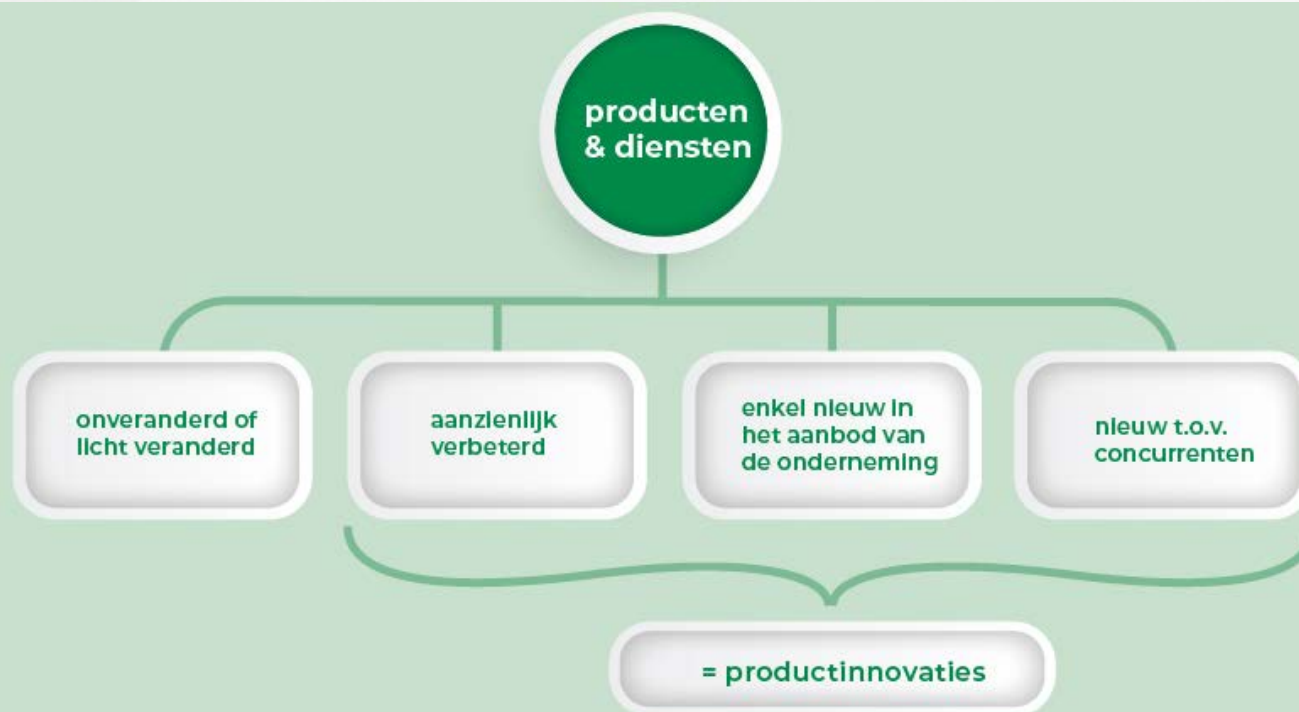 producten
& diensten
onveranderd of
licht veranderd
aanzienlijk
verbeterd
enkel nieuw in
het aanbod van
de onderneming
nieuw t.o.v.
concurrenten
= productinnovaties